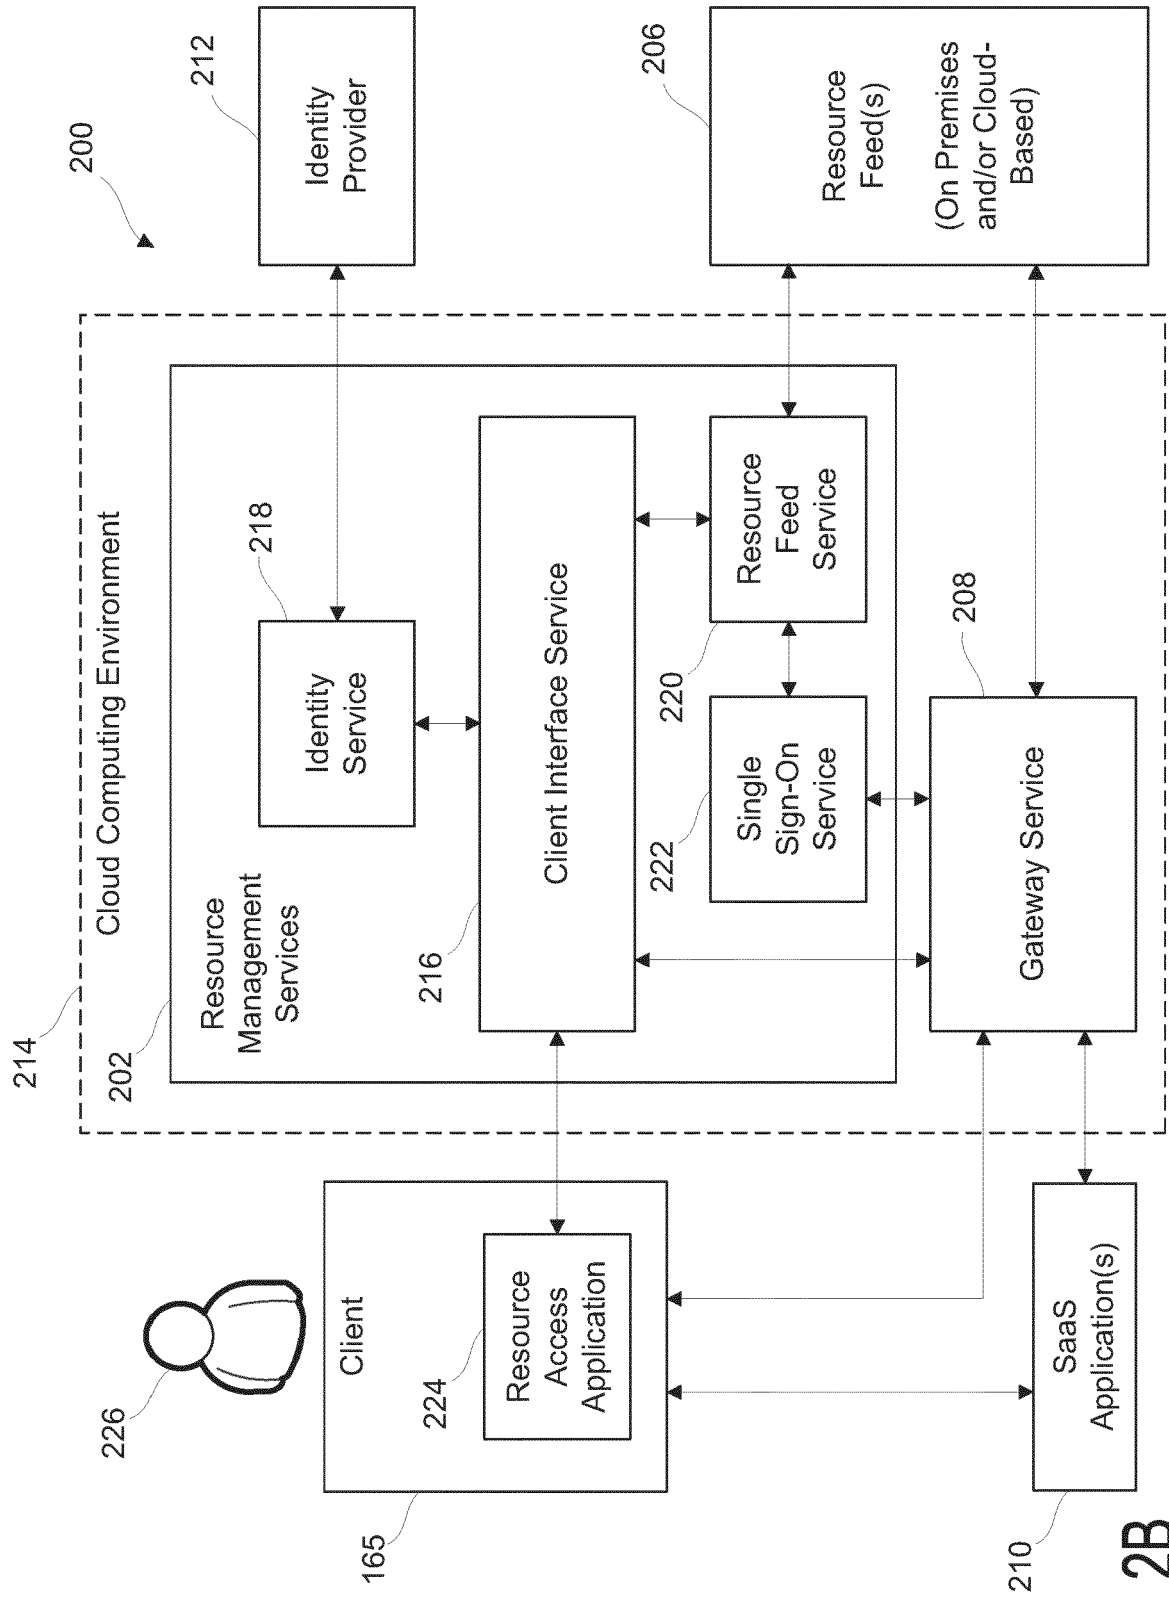 200
214
Cloud Computing Environment
202
Resource
Management
Services
218
Identity
Service
212
Identity
Provider
226
Client
165
224
Resource
Access
Application
216
Client Interface Service
222
Single
Sign-On
Service
220
Resource
Feed
Service
206
Resource
Feed(s)
(On Premises
and/or Cloud-
Based)
208
Gateway Service
210
SaaS
Application(s)
2B